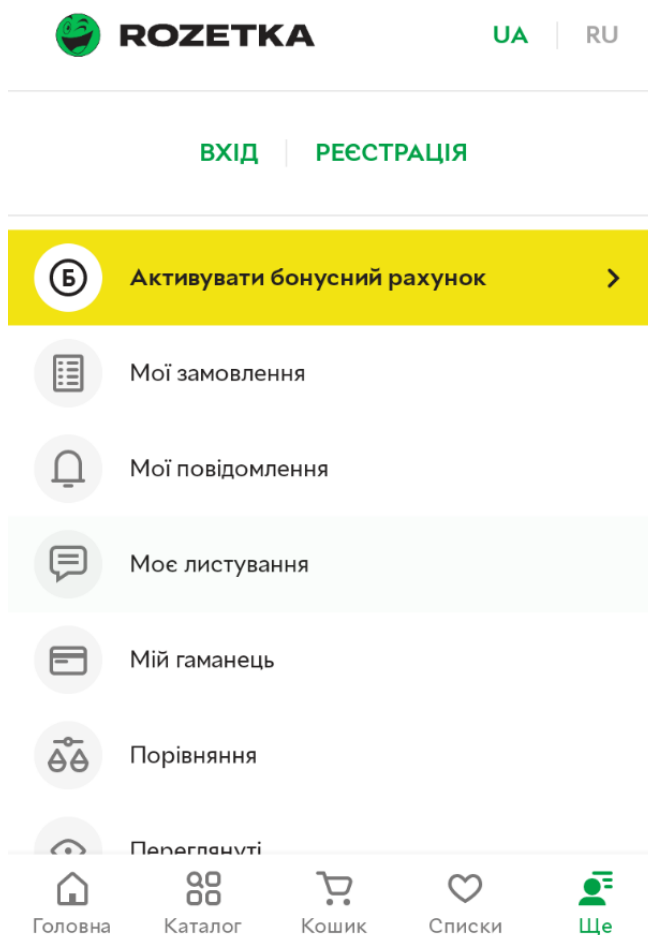 ROZETKA UA RU
ВХІД РЕЄСТРАЦІЯ
Б Активувати бонусний рахунок
Мої замовлення
Мої повідомлення
Моє листування
Мій гаманець
Порівняння
Переглянуті
Головна Каталог Кошик Списки Ще